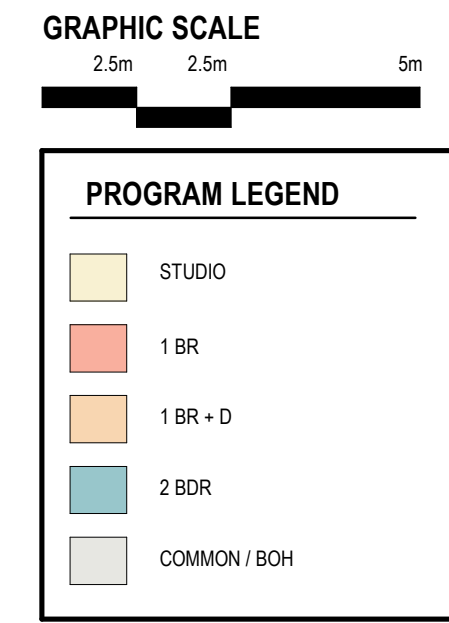 GRAPHIC SCALE
2.5m 2.5m 5m
PROGRAM LEGEND
STUDIO
1 BR
1 BR + D
2 BDR
COMMON / BOH